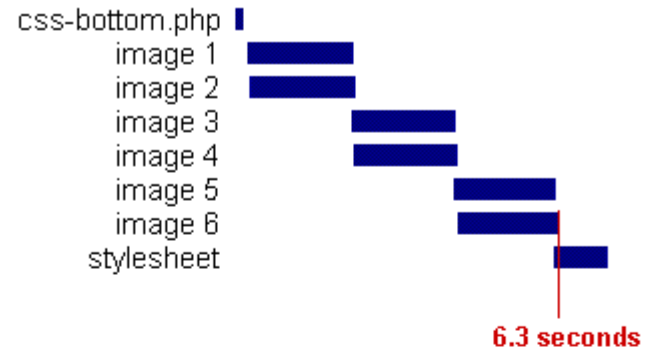 css-bottom.php
image 1
image 2
image 3
image 4
image 5
image 6
stylesheet
6.3 seconds